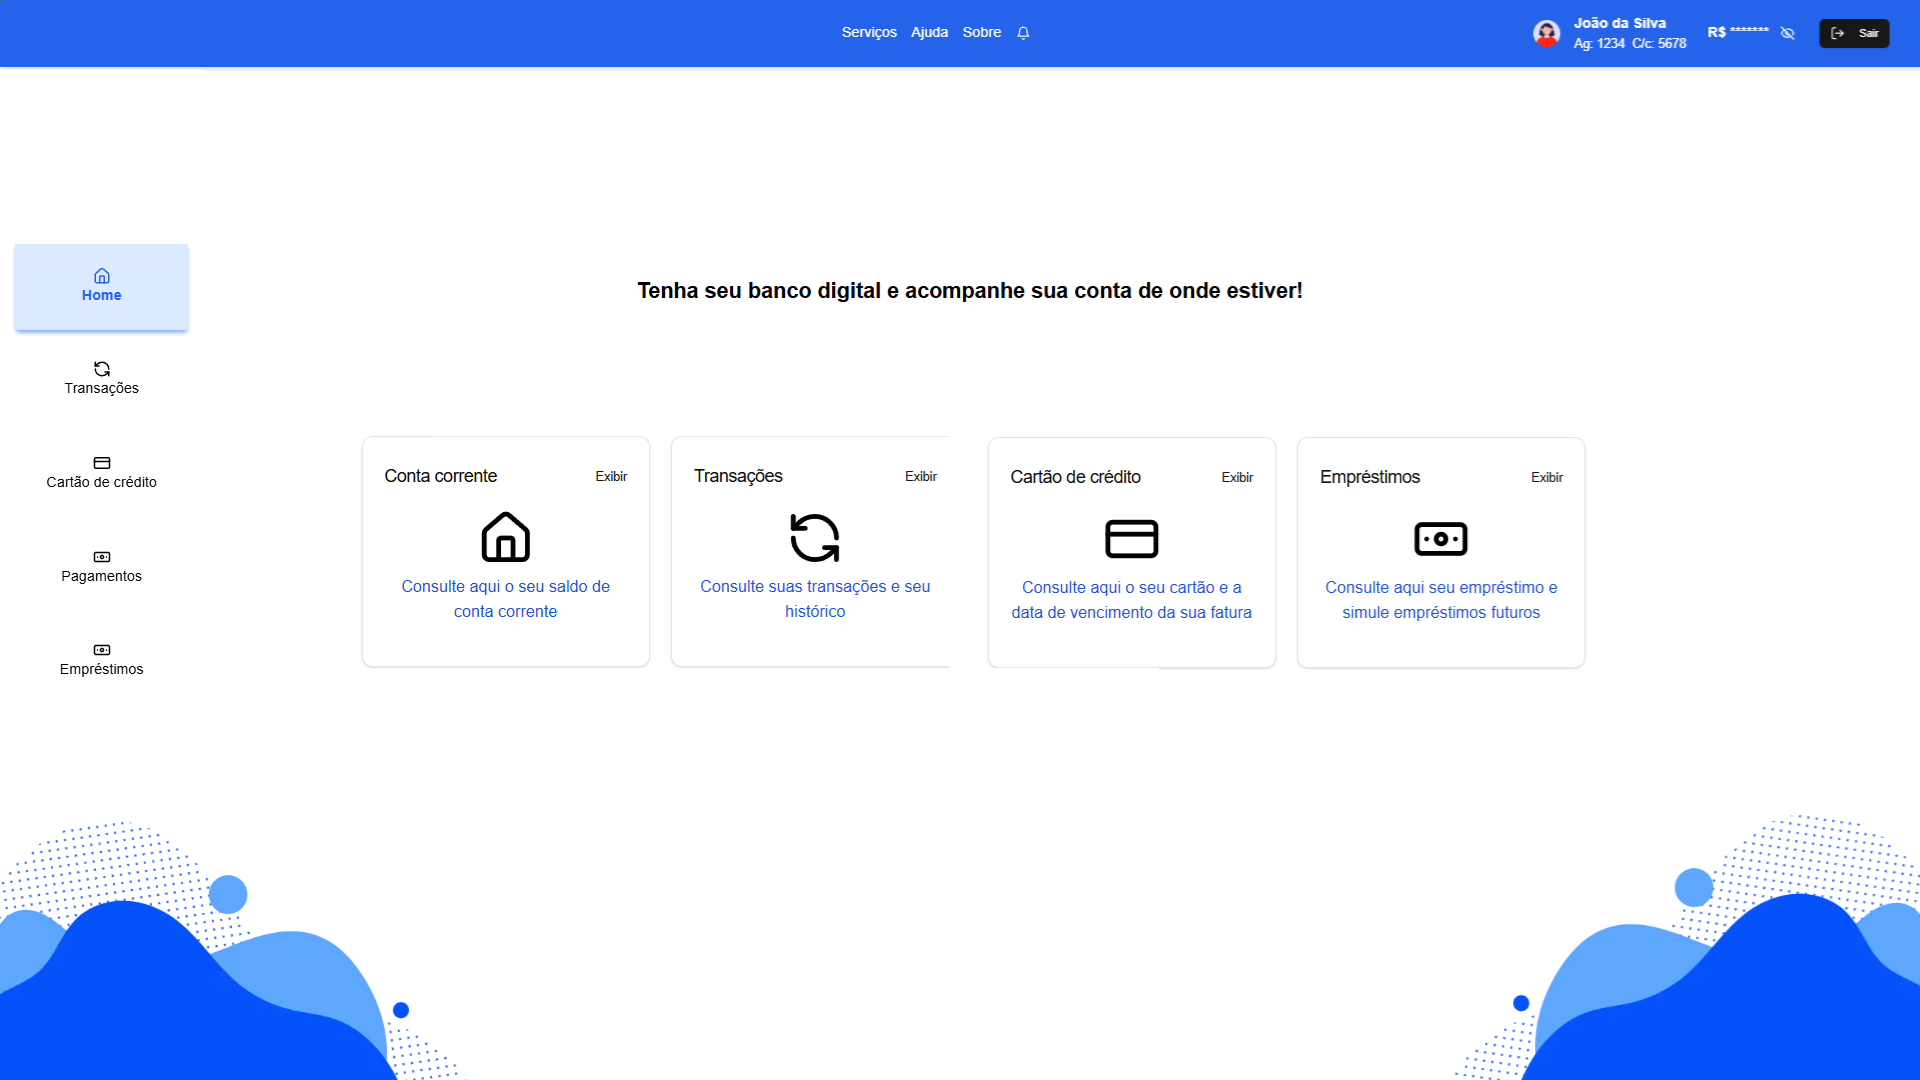 Serviços Ajuda Sobre
João da Silva
Ag: 1234 C/c: 5678
R$ *******
Sair
Home
Transações
Cartão de crédito
Pagamentos
Empréstimos
Tenha seu banco digital e acompanhe sua conta de onde estiver!
Conta corrente Exibir
Consulte aqui o seu saldo de
conta corrente
Transações Exibir
Consulte suas transações e seu
histórico
Cartão de crédito Exibir
Consulte aqui o seu cartão e a
data de vencimento da sua fatura
Empréstimos Exibir
Consulte aqui seu empréstimo e
simule empréstimos futuros